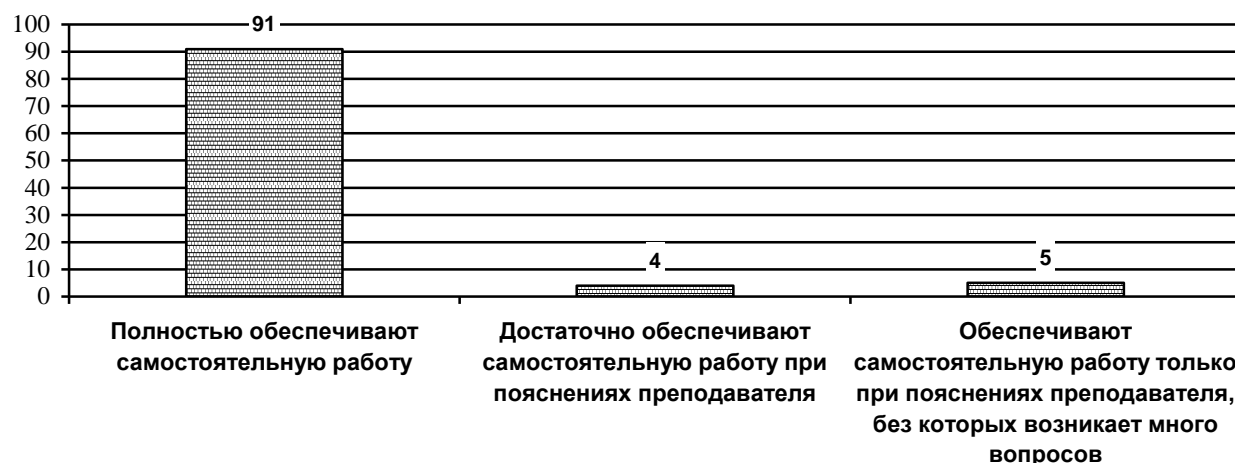 100
90
80
70
60
50
40
30
20
10
0
91
4
5
Полностью обеспечивают
самостоятельную работу
Достаточно обеспечивают
самостоятельную работу при
пояснениях преподавателя
Обеспечивают
самостоятельную работу только
при пояснениях преподавателя,
без которых возникает много
вопросов